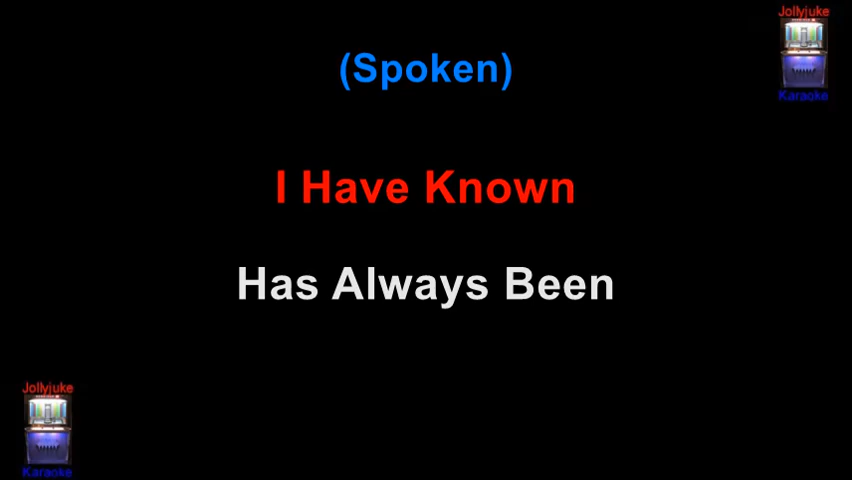 Jollyjuke
Karaoke
(Spoken)
I Have Known
Has Always Been
Jollyjuke
Karaoke